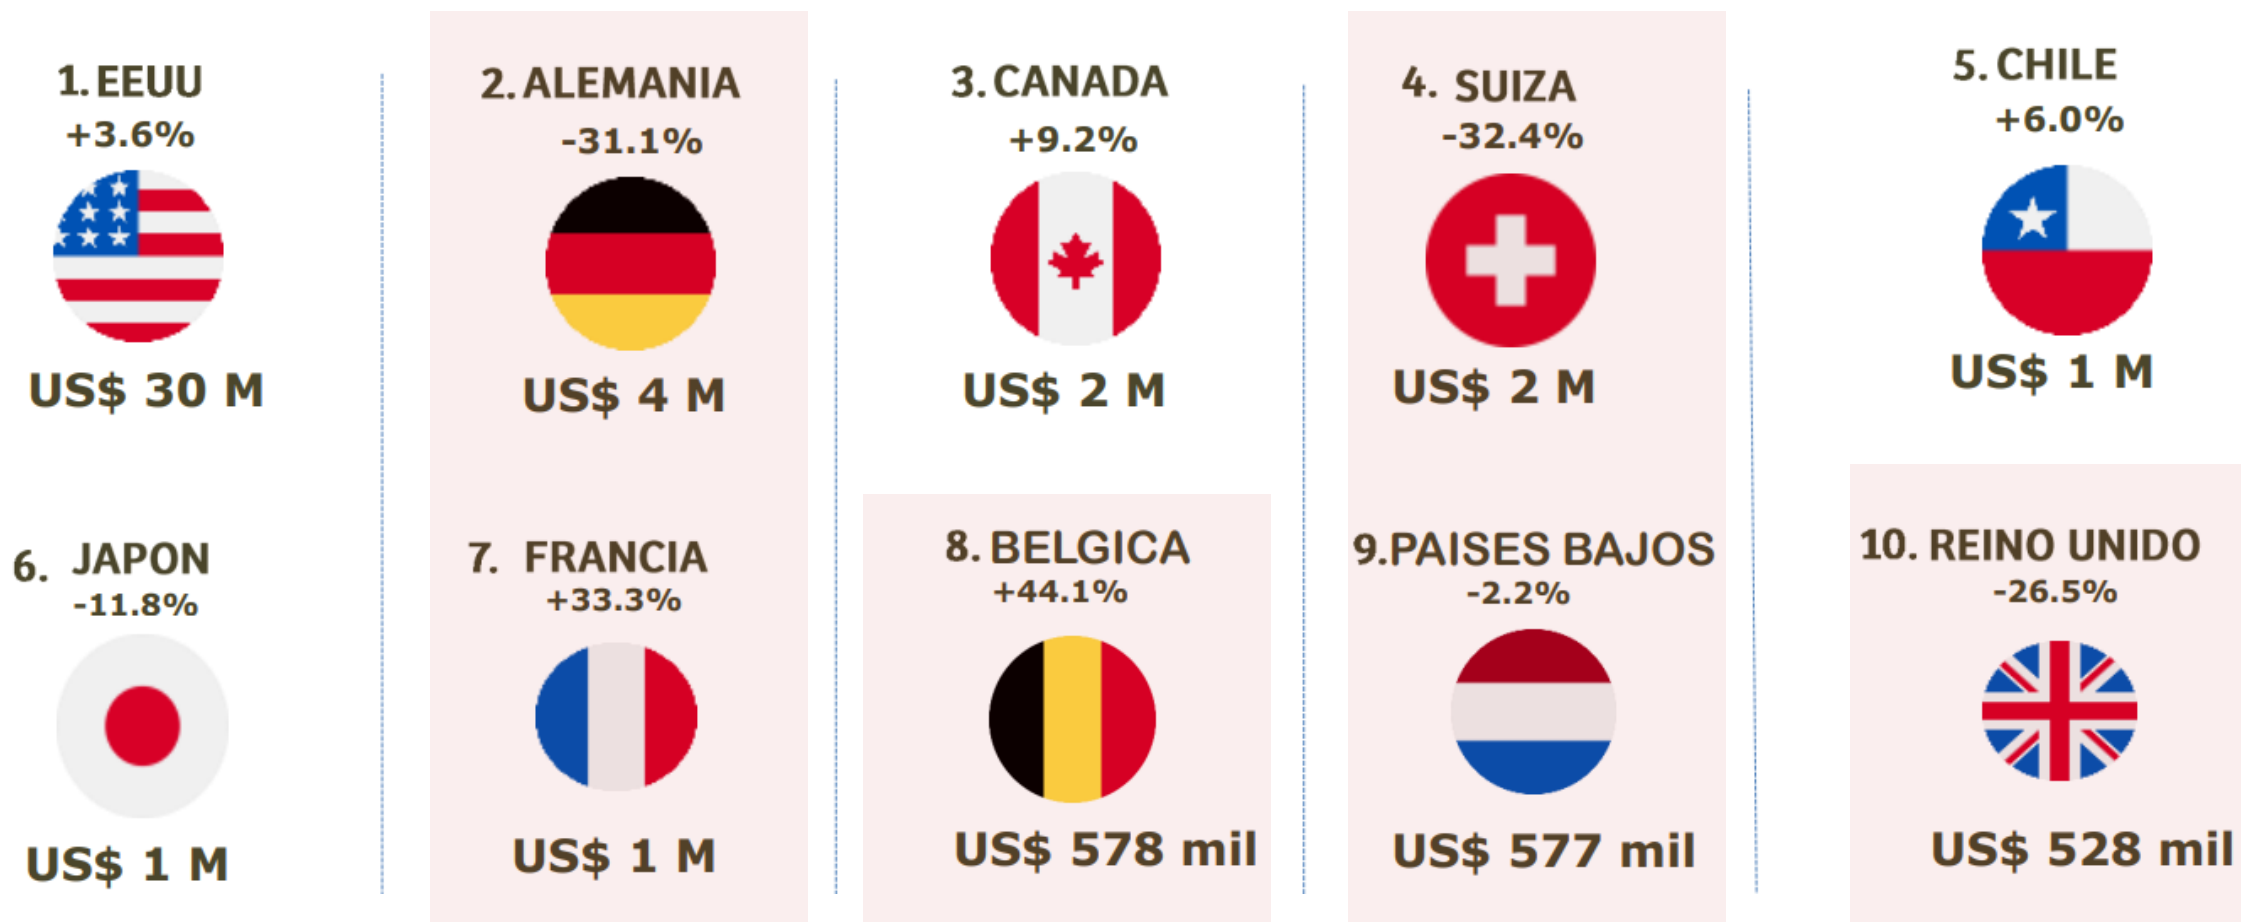 1. EEUU
+3.6%
US$ 30 M
2. ALEMANIA
-31.1%
US$ 4 M
3. CANADA
+9.2%
US$ 2 M
4. SUIZA
-32.4%
US$ 2 M
5. CHILE
+6.0%
US$ 1 M
6. JAPON
-11.8%
US$ 1 M
7. FRANCIA
+33.3%
US$ 1 M
8. BELGICA
+44.1%
US$ 578 mil
9.PAISES BAJOS
-2.2%
US$ 577 mil
10. REINO UNIDO
-26.5%
US$ 528 mil